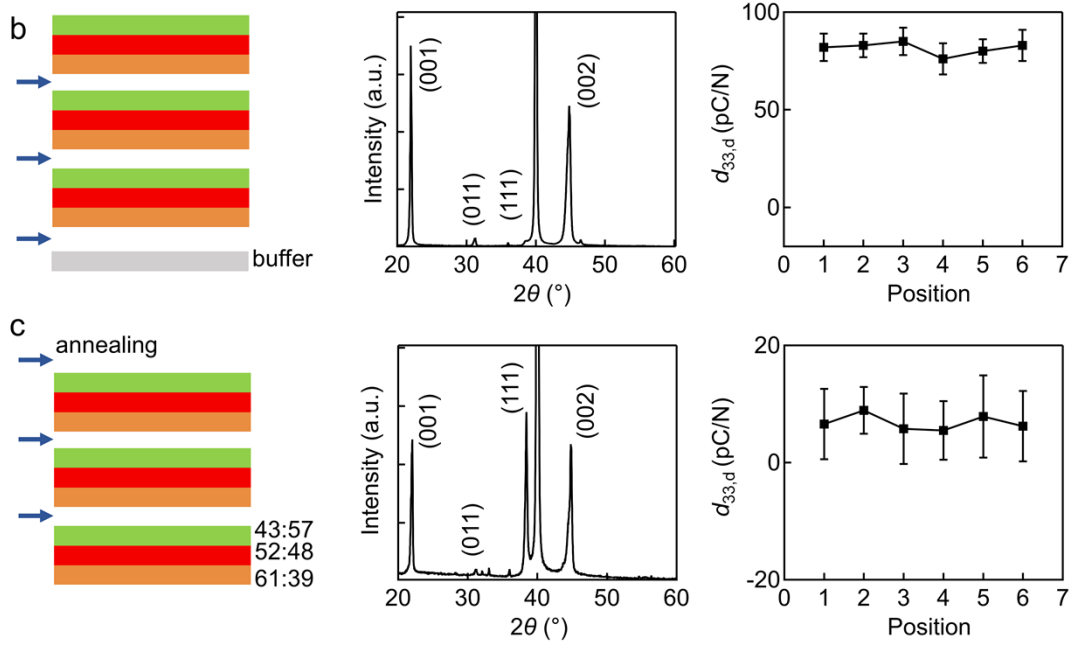 b
buffer
Intensity (a.u.)
(001)
(011)
(111)
(002)
20 30 40 50 60
2θ (°)
d33,d (pC/N)
100
50
0
0 1 2 3 4 5 6 7
Position
c
annealing
43:57
52:48
61:39
Intensity (a.u.)
(001)
(011)
(111)
(002)
20 30 40 50 60
2θ (°)
d33,d (pC/N)
20
0
-20
0 1 2 3 4 5 6 7
Position